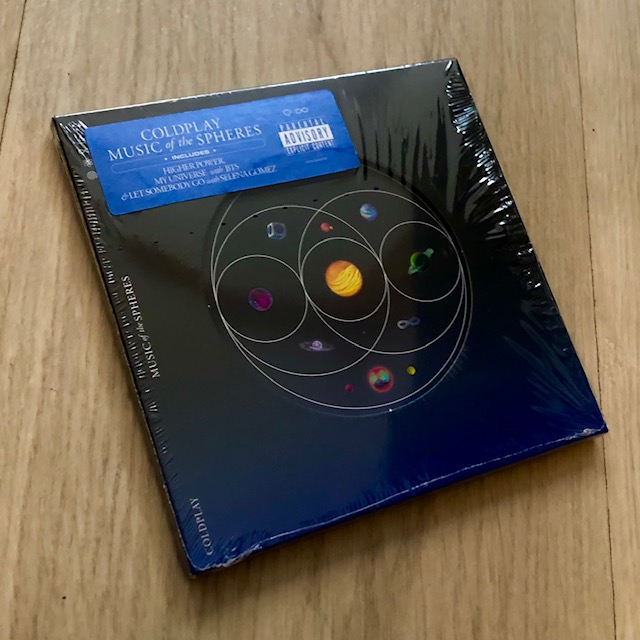 COLDPLAY
MUSIC of the SPHERES
• INCLUDES •
HIGHER POWER
MY UNIVERSE with BTS
& LET SOMEBODY GO with SELENA GOMEZ
PARENTAL
ADVISORY
EXPLICIT CONTENT
MUSIC of the SPHERES
COLDPLAY